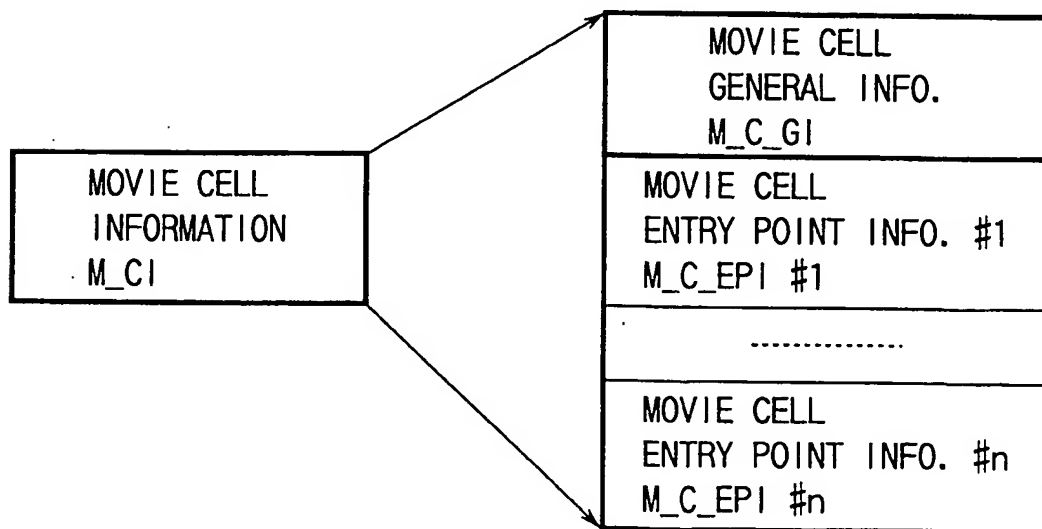 MOVIE CELL
INFORMATION
M_CI
MOVIE CELL
GENERAL INFO.
M_C_GI
MOVIE CELL
ENTRY POINT INFO. #1
M_C_EPI #1
...............
MOVIE CELL
ENTRY POINT INFO. #n
M_C_EPI #n